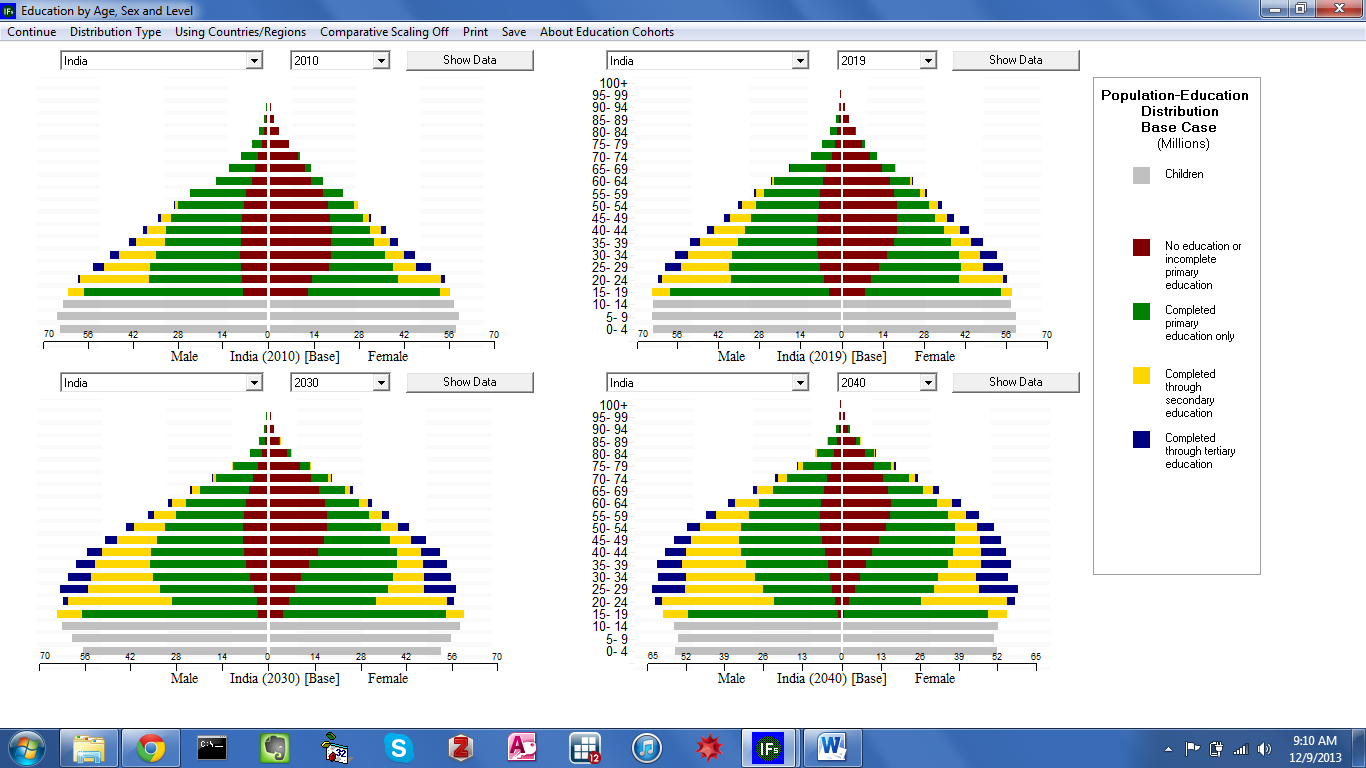 Education by Age, Sex and Level
Continue Distribution Type Using Countries/Regions Comparative Scaling Off Print Save About Education Cohorts
India 2010 Show Data
India 2019 Show Data
100+
95- 99
90- 94
85- 89
80- 84
75- 79
70- 74
65- 69
60- 64
55- 59
50- 54
45- 49
40- 44
35- 39
30- 34
25- 29
20- 24
15- 19
10- 14
5- 9
0- 4
70 56 42 28 14 0 14 28 42 56 70
Male India (2010) [Base] Female
70 56 42 28 14 0 14 28 42 56 70
Male India (2019) [Base] Female
Population-Education
Distribution
Base Case
(Millions)
Children
No education or
incomplete
primary
education
Completed
primary
education only
Completed
through
secondary
education
Completed
through tertiary
education
India 2030 Show Data
India 2040 Show Data
100+
95- 99
90- 94
85- 89
80- 84
75- 79
70- 74
65- 69
60- 64
55- 59
50- 54
45- 49
40- 44
35- 39
30- 34
25- 29
20- 24
15- 19
10- 14
5- 9
0- 4
70 56 42 28 14 0 14 28 42 56 70
Male India (2030) [Base] Female
65 52 39 26 13 0 13 26 39 52 65
Male India (2040) [Base] Female
C:\_
32
12
IFs
9:10 AM
12/9/2013